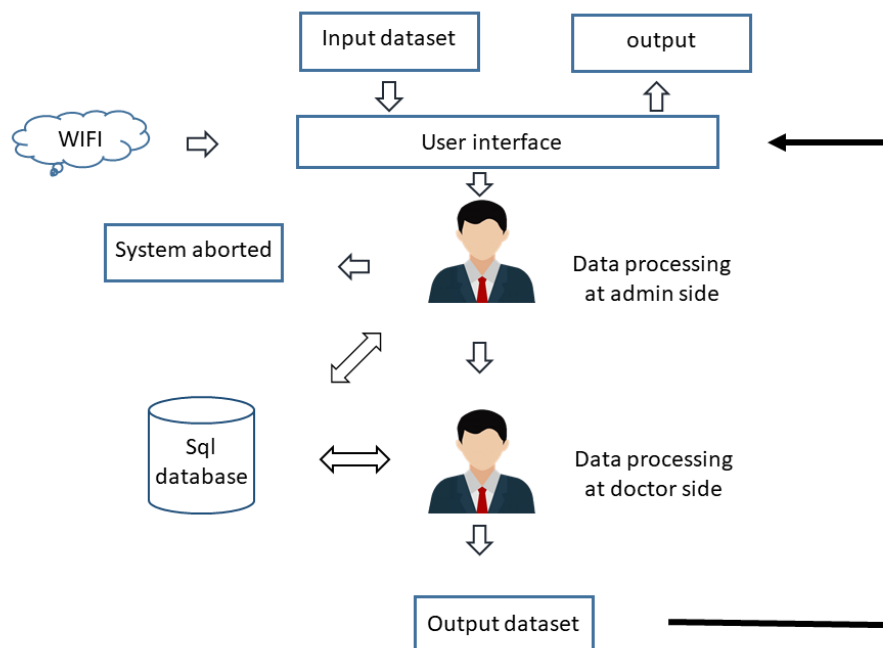 Input dataset
output
WIFI
User interface
System aborted
Data processing
at admin side
Sql
database
Data processing
at doctor side
Output dataset